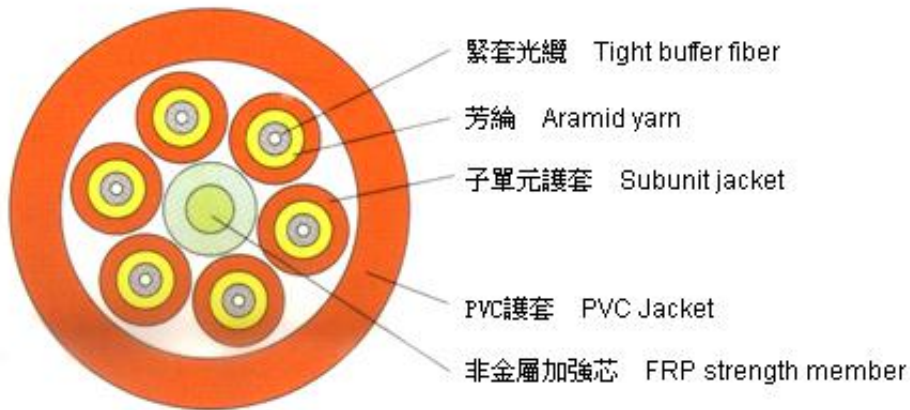 緊套光纜 Tight buffer fiber
芳綸 Aramid yarn
子單元護套 Subunit jacket
PVC護套 PVC Jacket
非金屬加強芯 FRP strength member